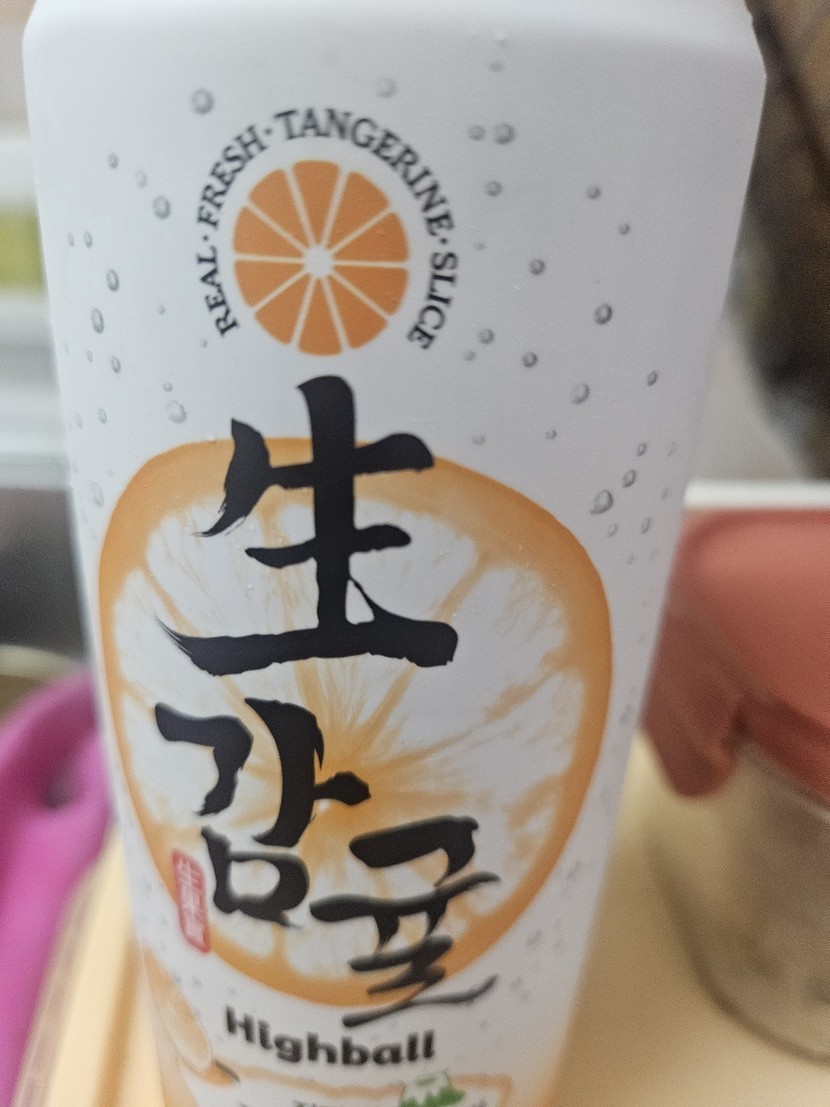 REAL·FRESH·TANGERINE·SLICE
生
감귤
Highball